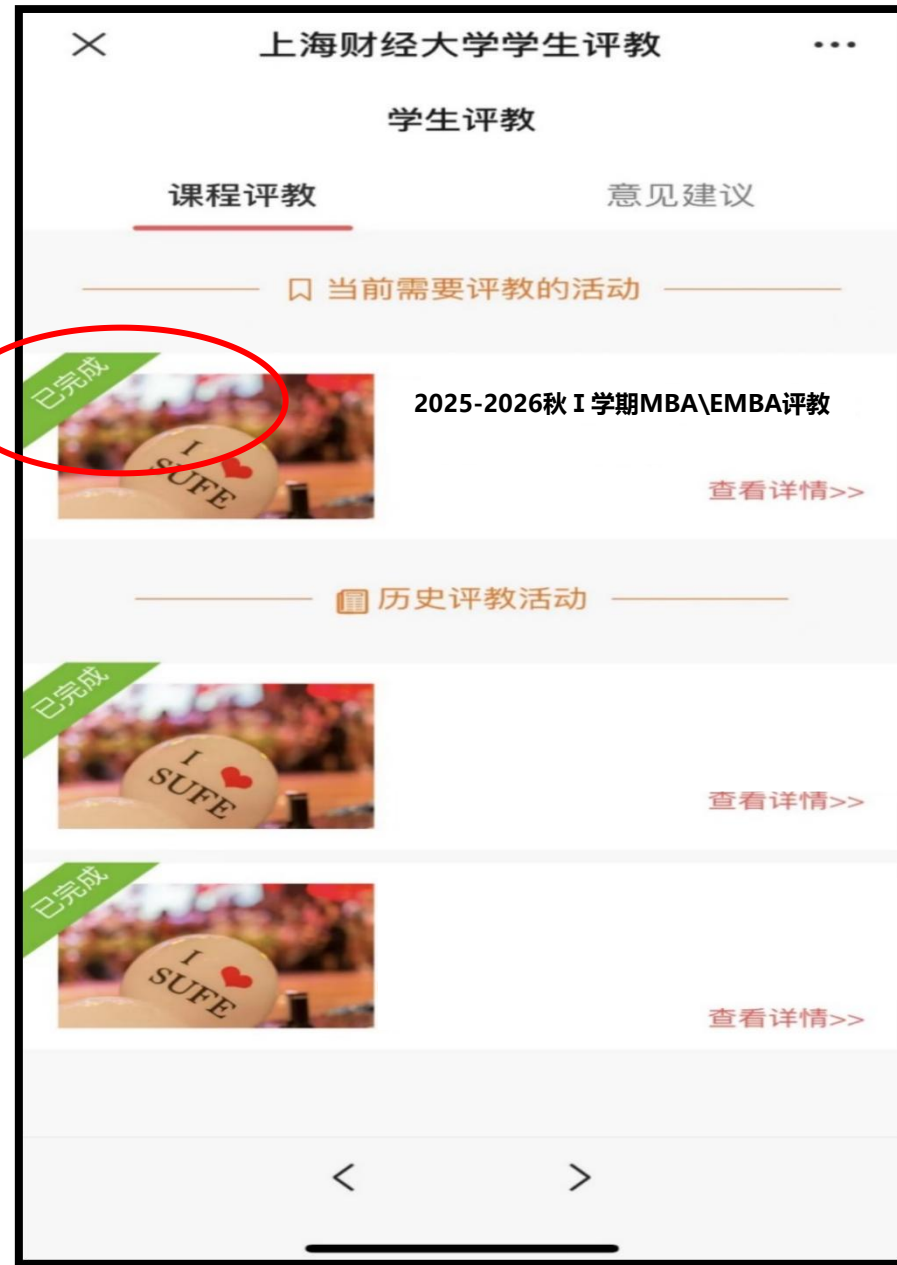 上海财经大学学生评教
学生评教
课程评教 意见建议
当前需要评教的活动
已完成
I
SUFE
2025-2026秋Ⅰ学期MBA\EMBA评教
查看详情>>
历史评教活动
已完成
I
SUFE
查看详情>>
已完成
I
SUFE
查看详情>>